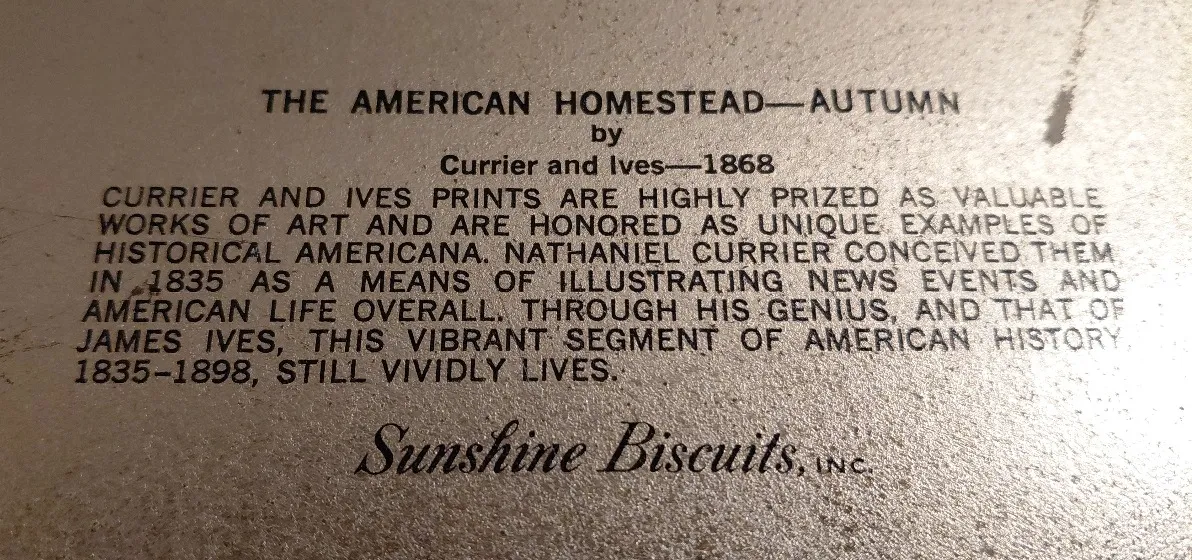 THE AMERICAN HOMESTEAD—AUTUMN
by
Currier and Ives—1868
CURRIER AND IVES PRINTS ARE HIGHLY PRIZED AS VALUABLE
WORKS OF ART AND ARE HONORED AS UNIQUE EXAMPLES OF
HISTORICAL AMERICANA. NATHANIEL CURRIER CONCEIVED THEM
IN 1835 AS A MEANS OF ILLUSTRATING NEWS EVENTS AND
AMERICAN LIFE OVERALL. THROUGH HIS GENIUS, AND THAT OF
JAMES IVES, THIS VIBRANT SEGMENT OF AMERICAN HISTORY,
1835-1898, STILL VIVIDLY LIVES.
Sunshine Biscuits, INC.